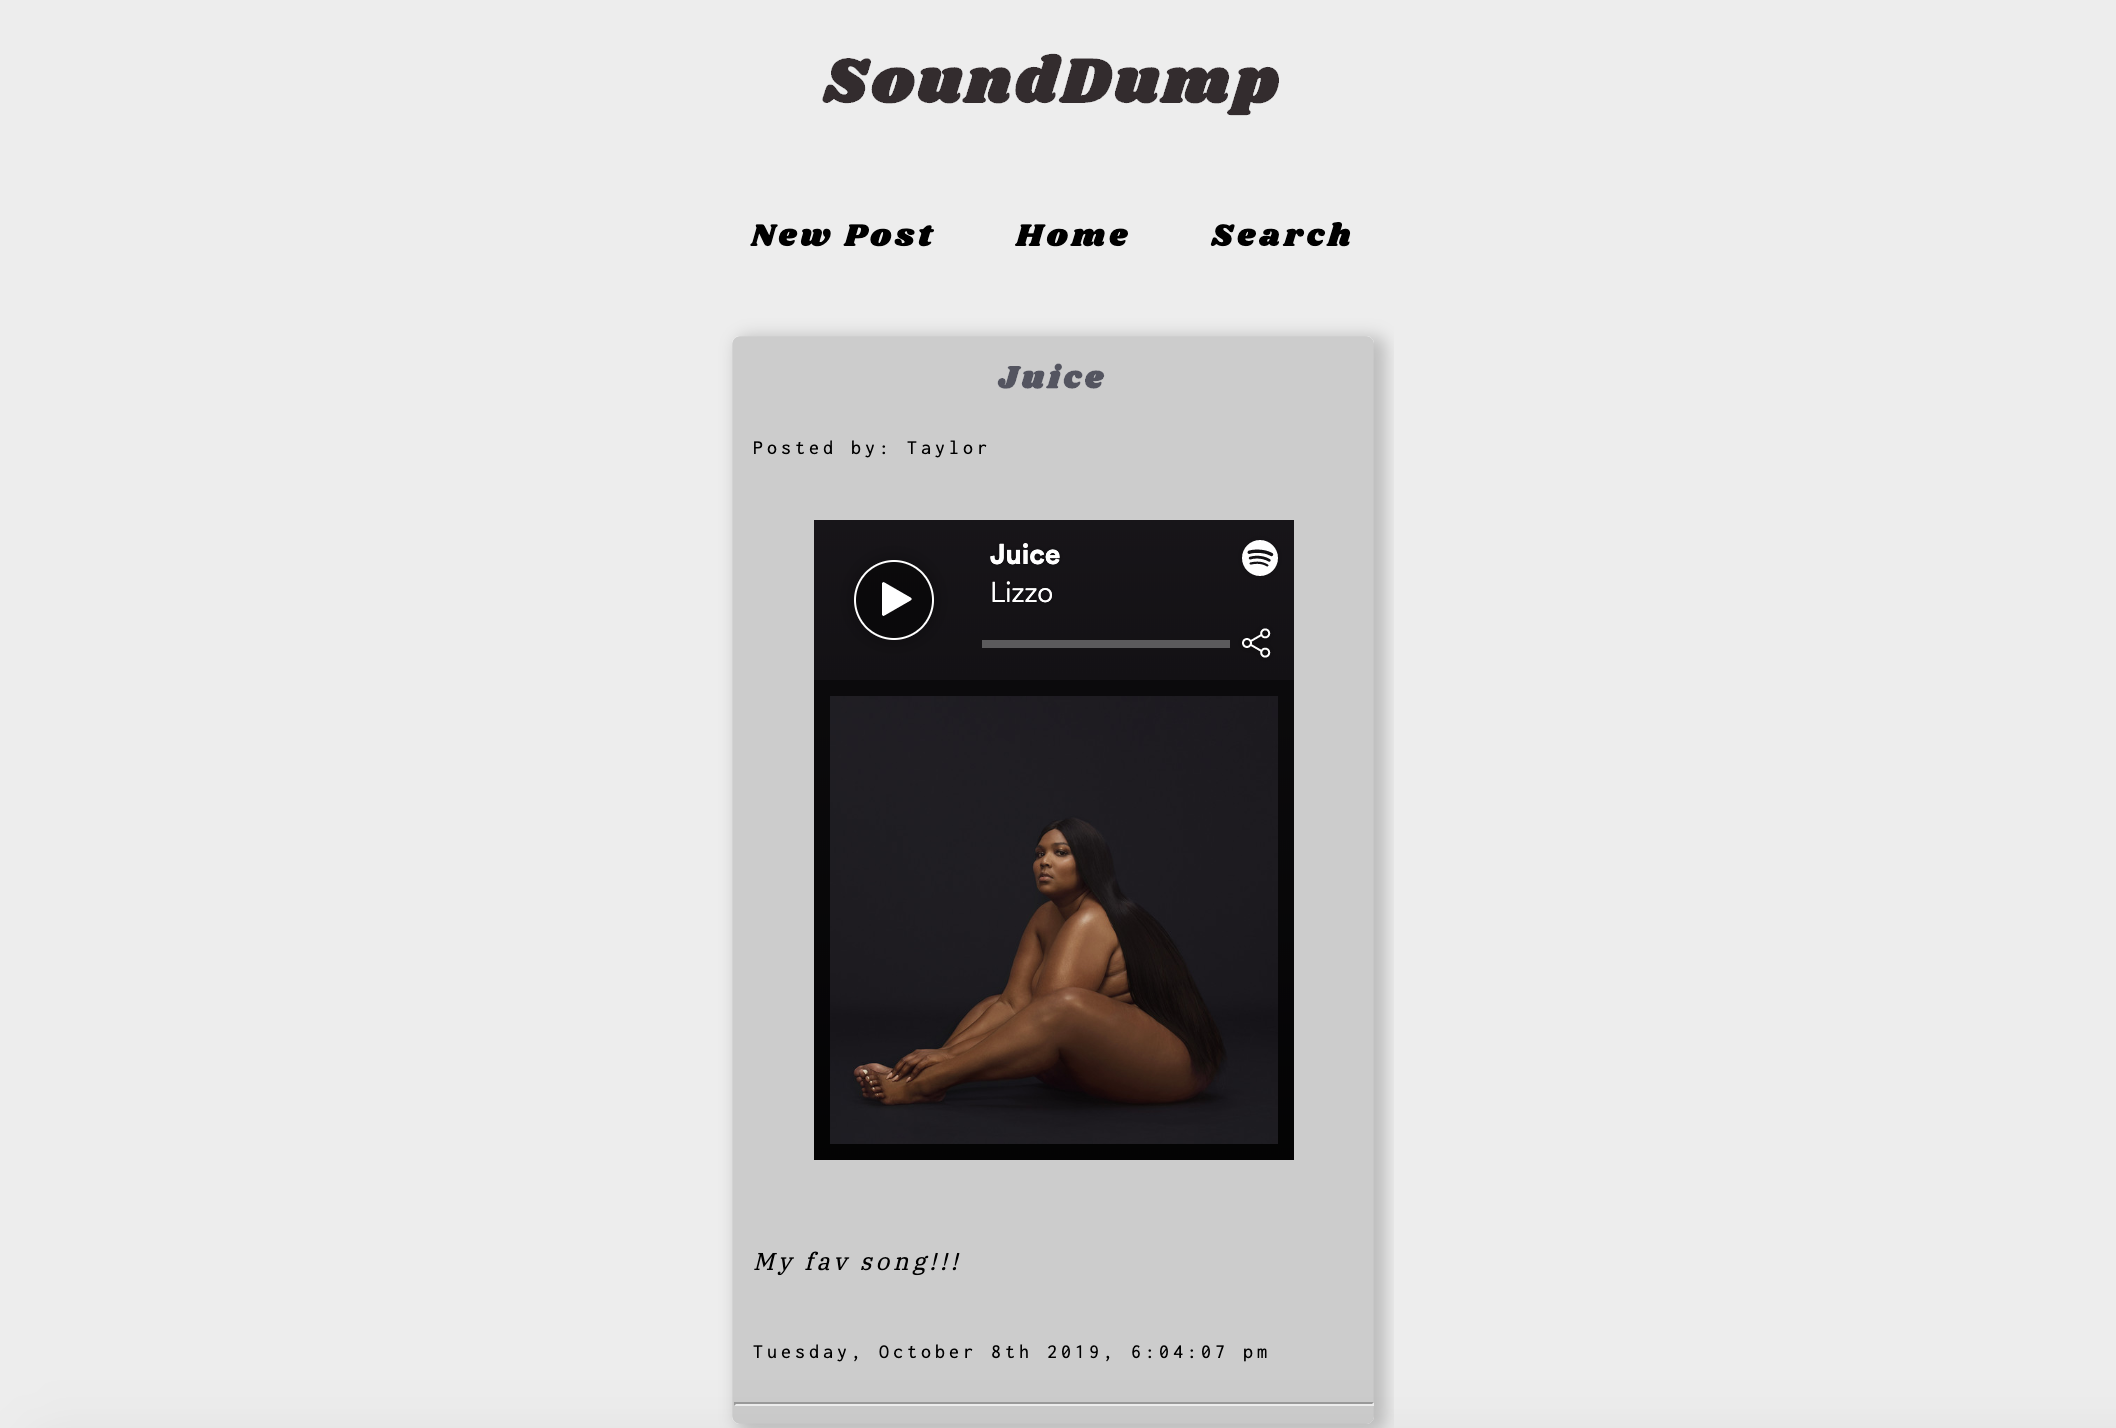 SoundDump
New Post Home Search
Juice
Posted by: Taylor
Juice
Lizzo
My fav song!!!
Tuesday, October 8th 2019, 6:04:07 pm